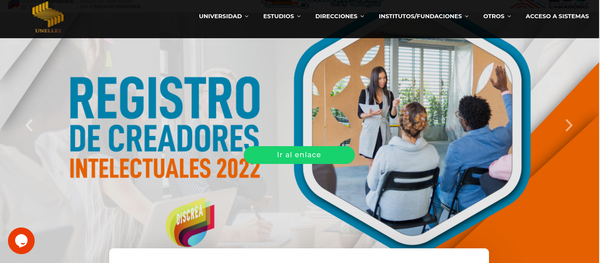 UNELLEZ
UNIVERSIDAD ESTUDIOS DIRECCIONES INSTITUTOS/FUNDACIONES OTROS ACCESO A SISTEMAS
REGISTRO
DE CREADORES
INTELECTUALES 2022
Ir al enlace
DISCREA